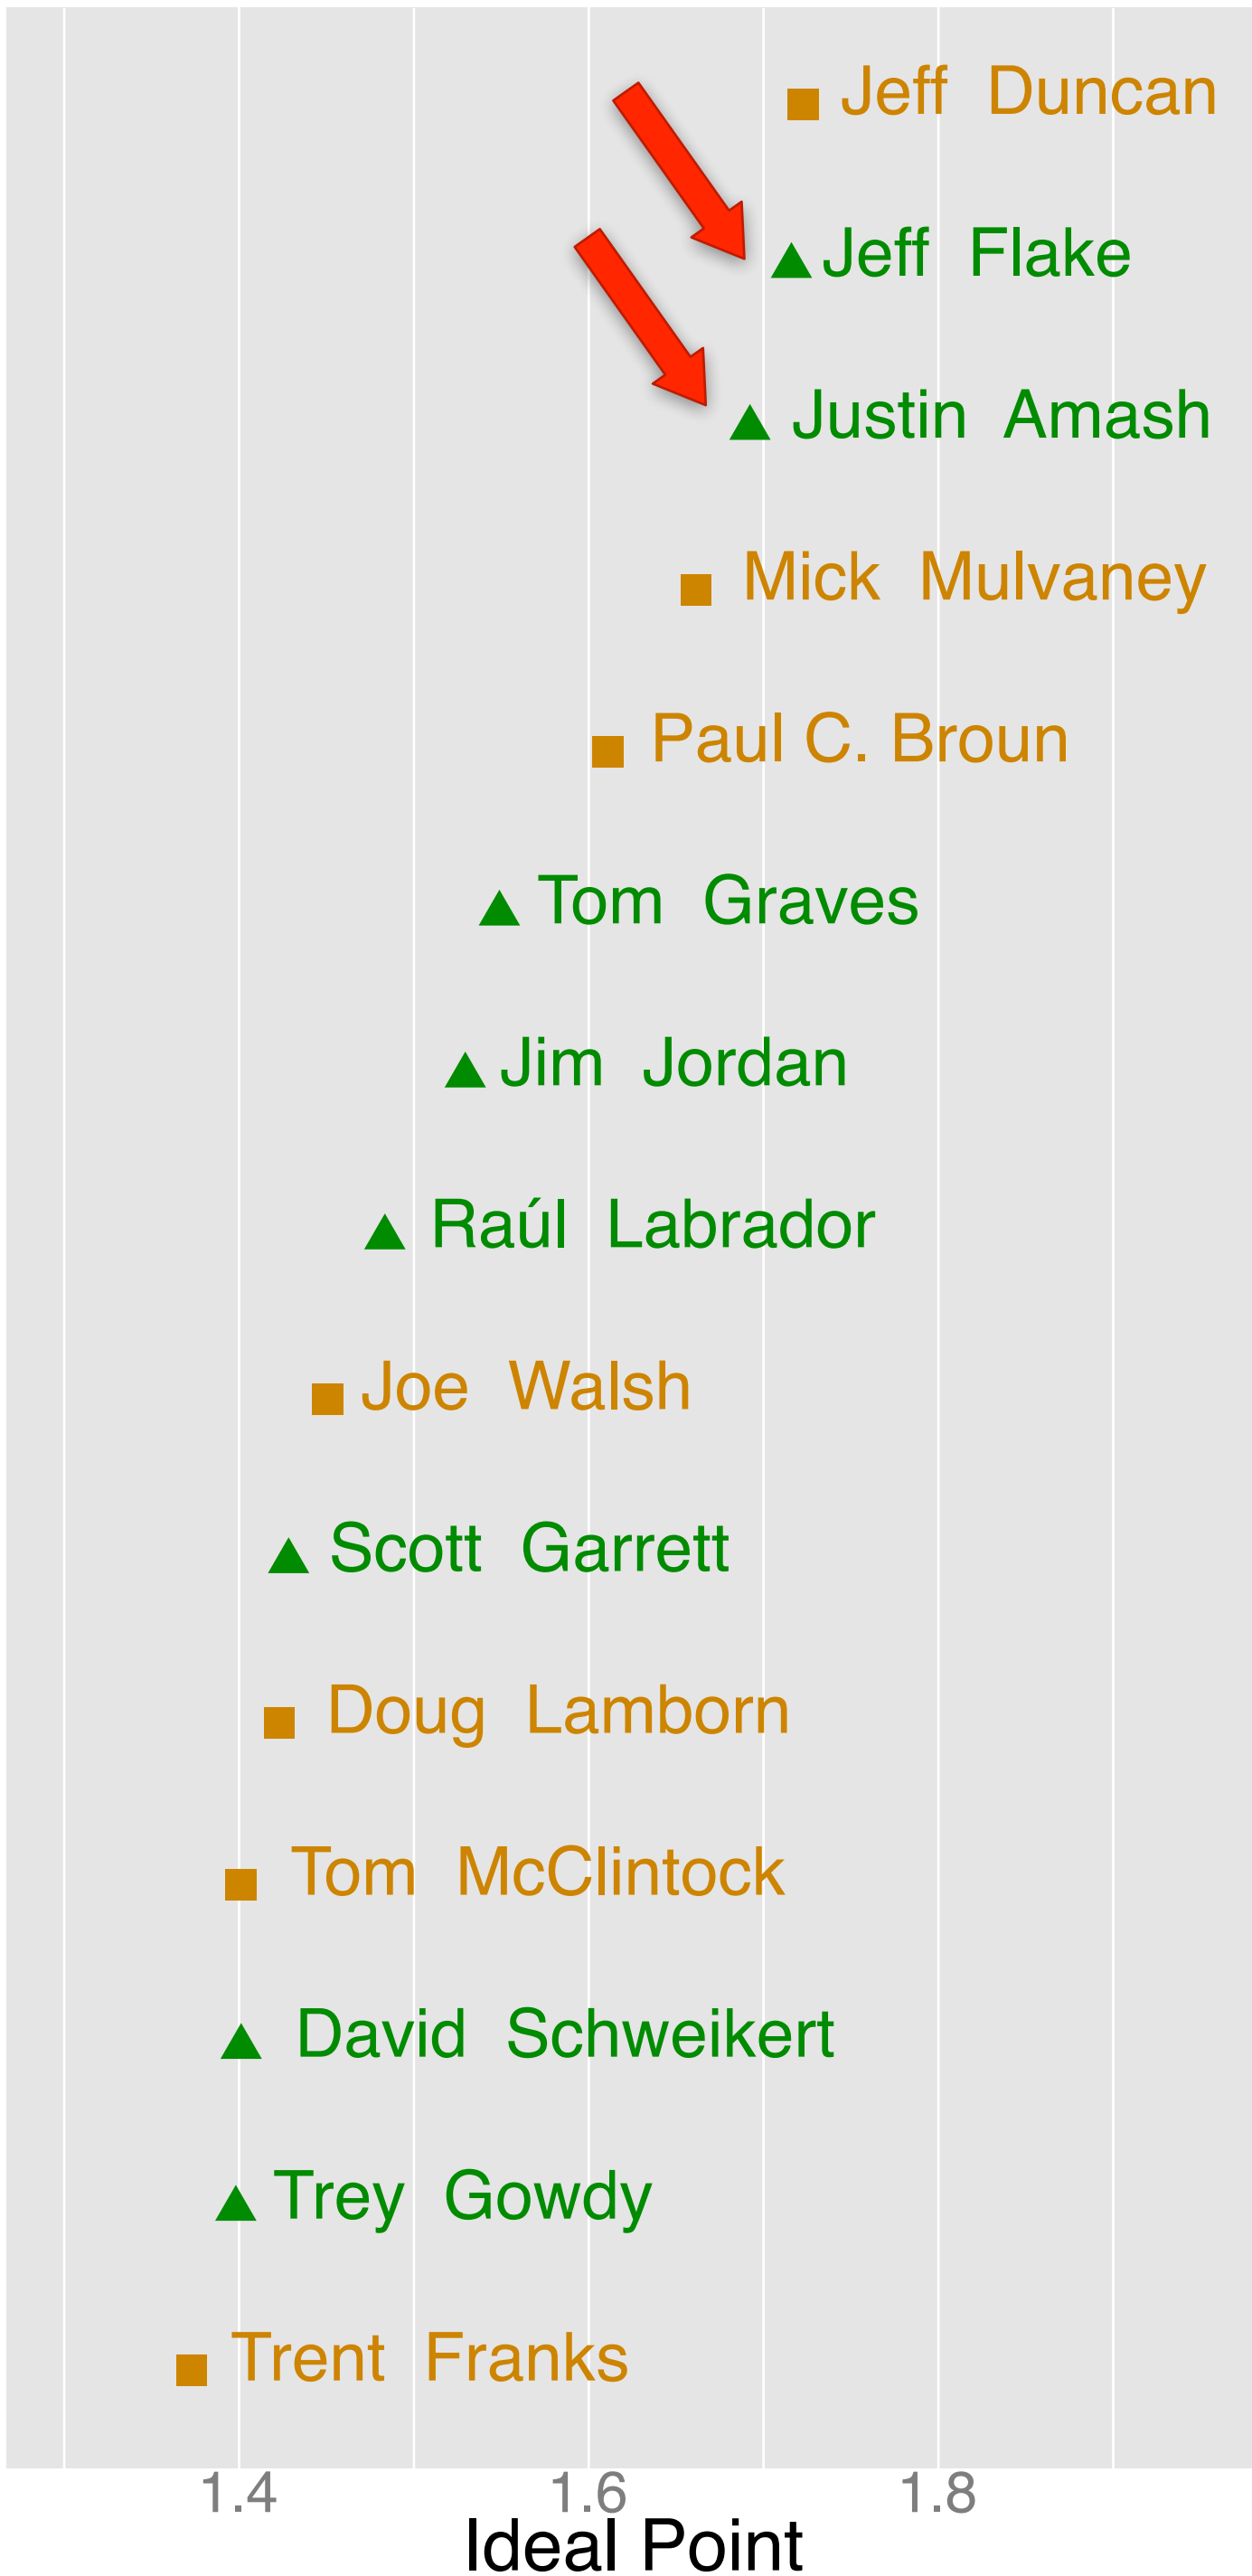 Jeff Duncan
Jeff Flake
Justin Amash
Mick Mulvaney
Paul C. Broun
Tom Graves
Jim Jordan
Raúl Labrador
Joe Walsh
Scott Garrett
Doug Lamborn
Tom McClintock
David Schweikert
Trey Gowdy
Trent Franks
1.4 1.6 1.8
Ideal Point